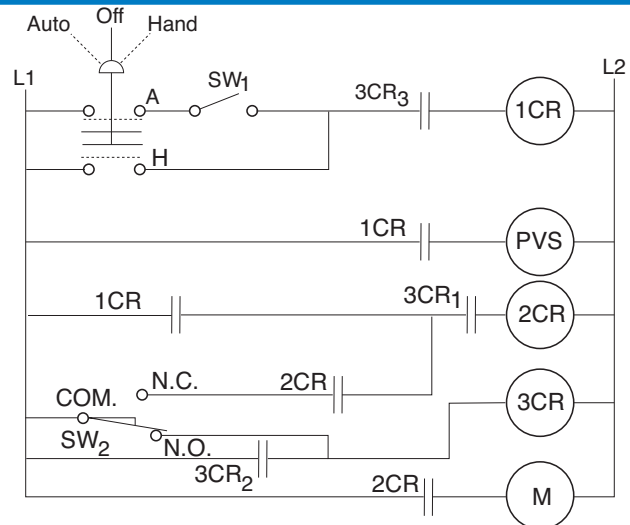 Off
Auto Hand
L1 L2
A SW₁ 3CR₃ 1CR
H
1CR PVS
1CR 3CR₁ 2CR
N.C. 2CR 3CR
COM.
SW₂ N.O.
3CR₂ 2CR M